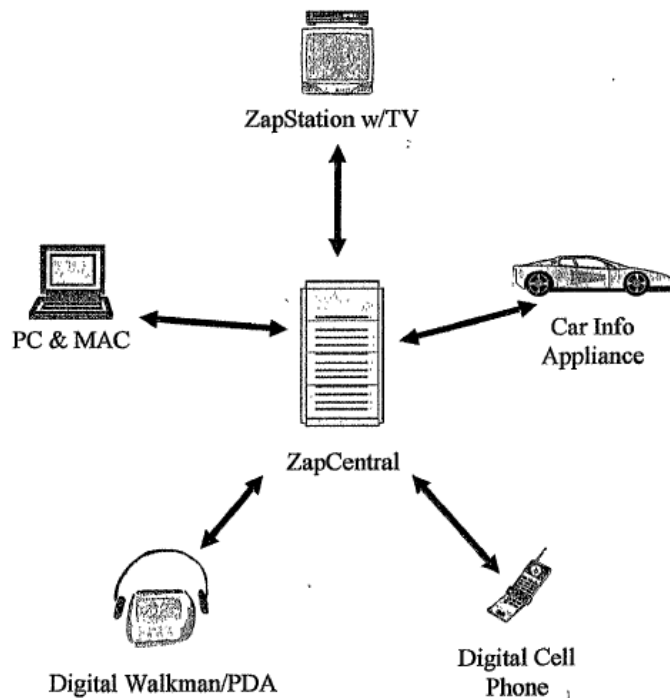 ZapStation w/TV
PC & MAC
Car Info
Appliance
ZapCentral
Digital Walkman/PDA
Digital Cell
Phone